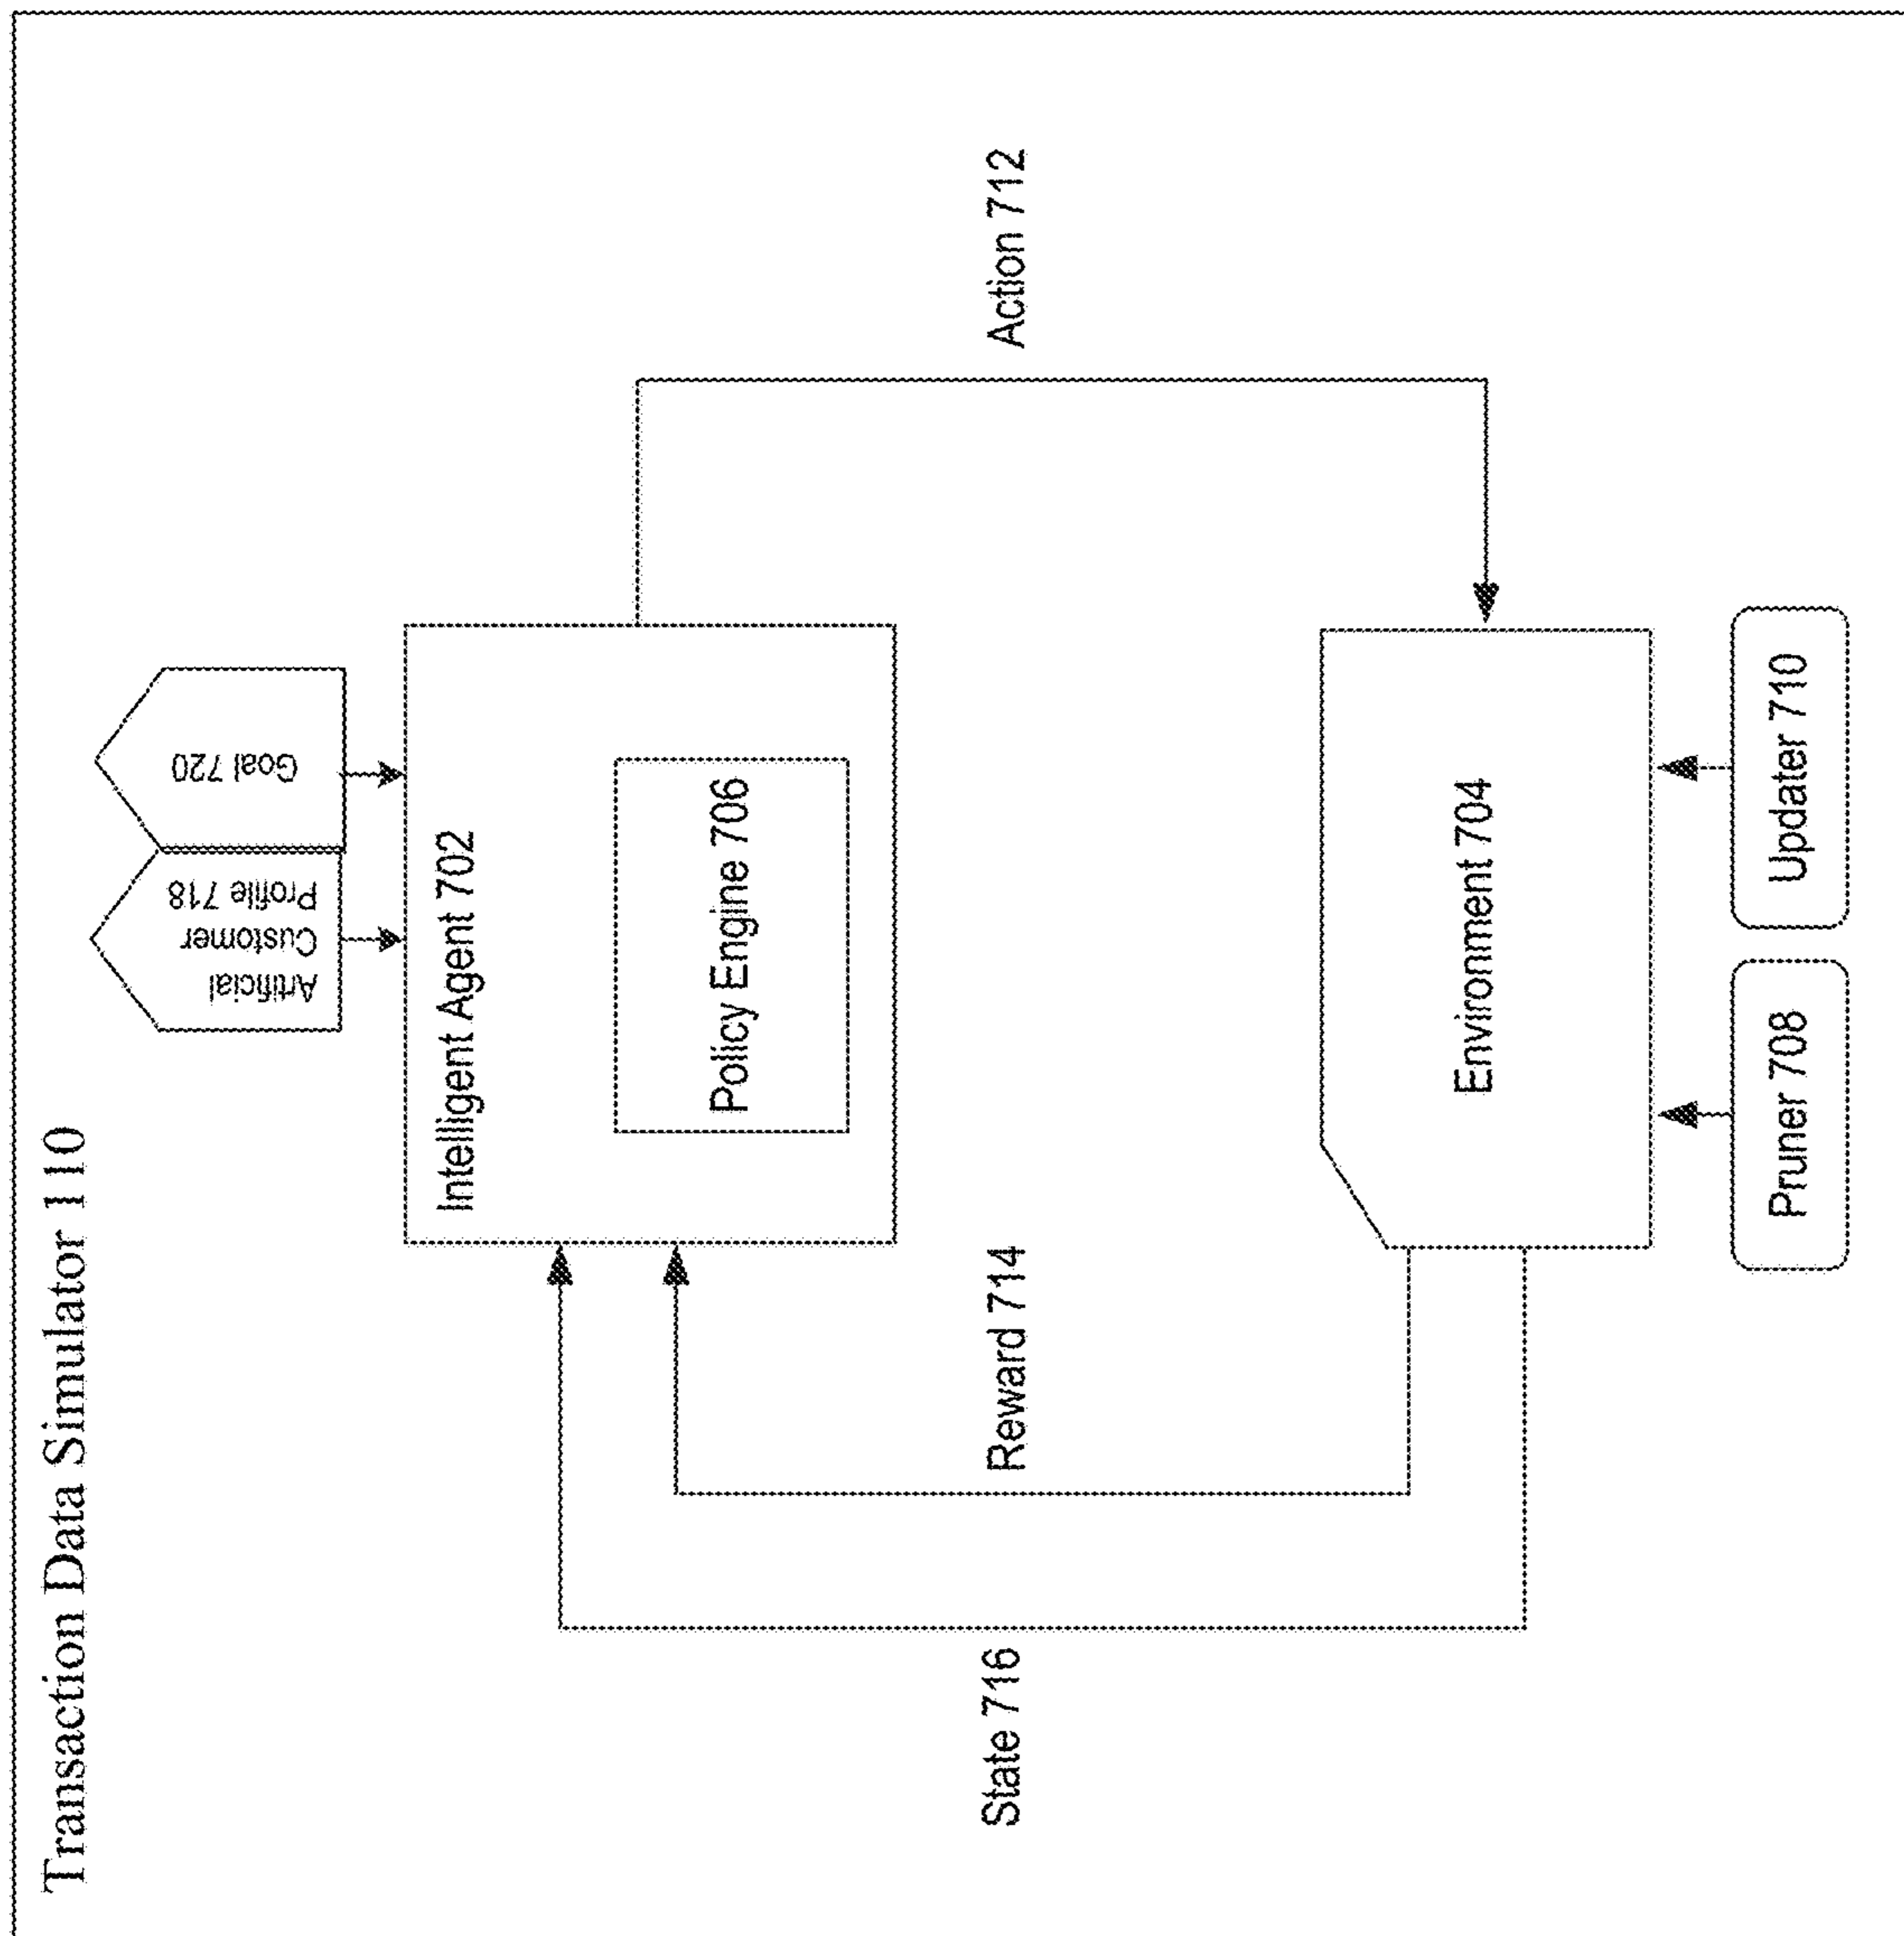 Transaction Data Simulator 110
Artificial
Customer
Profile 718
Goal 720
Intelligent Agent 702
Policy Engine 706
State 716
Reward 714
Action 712
Environment 704
Pruner 708
Updater 710